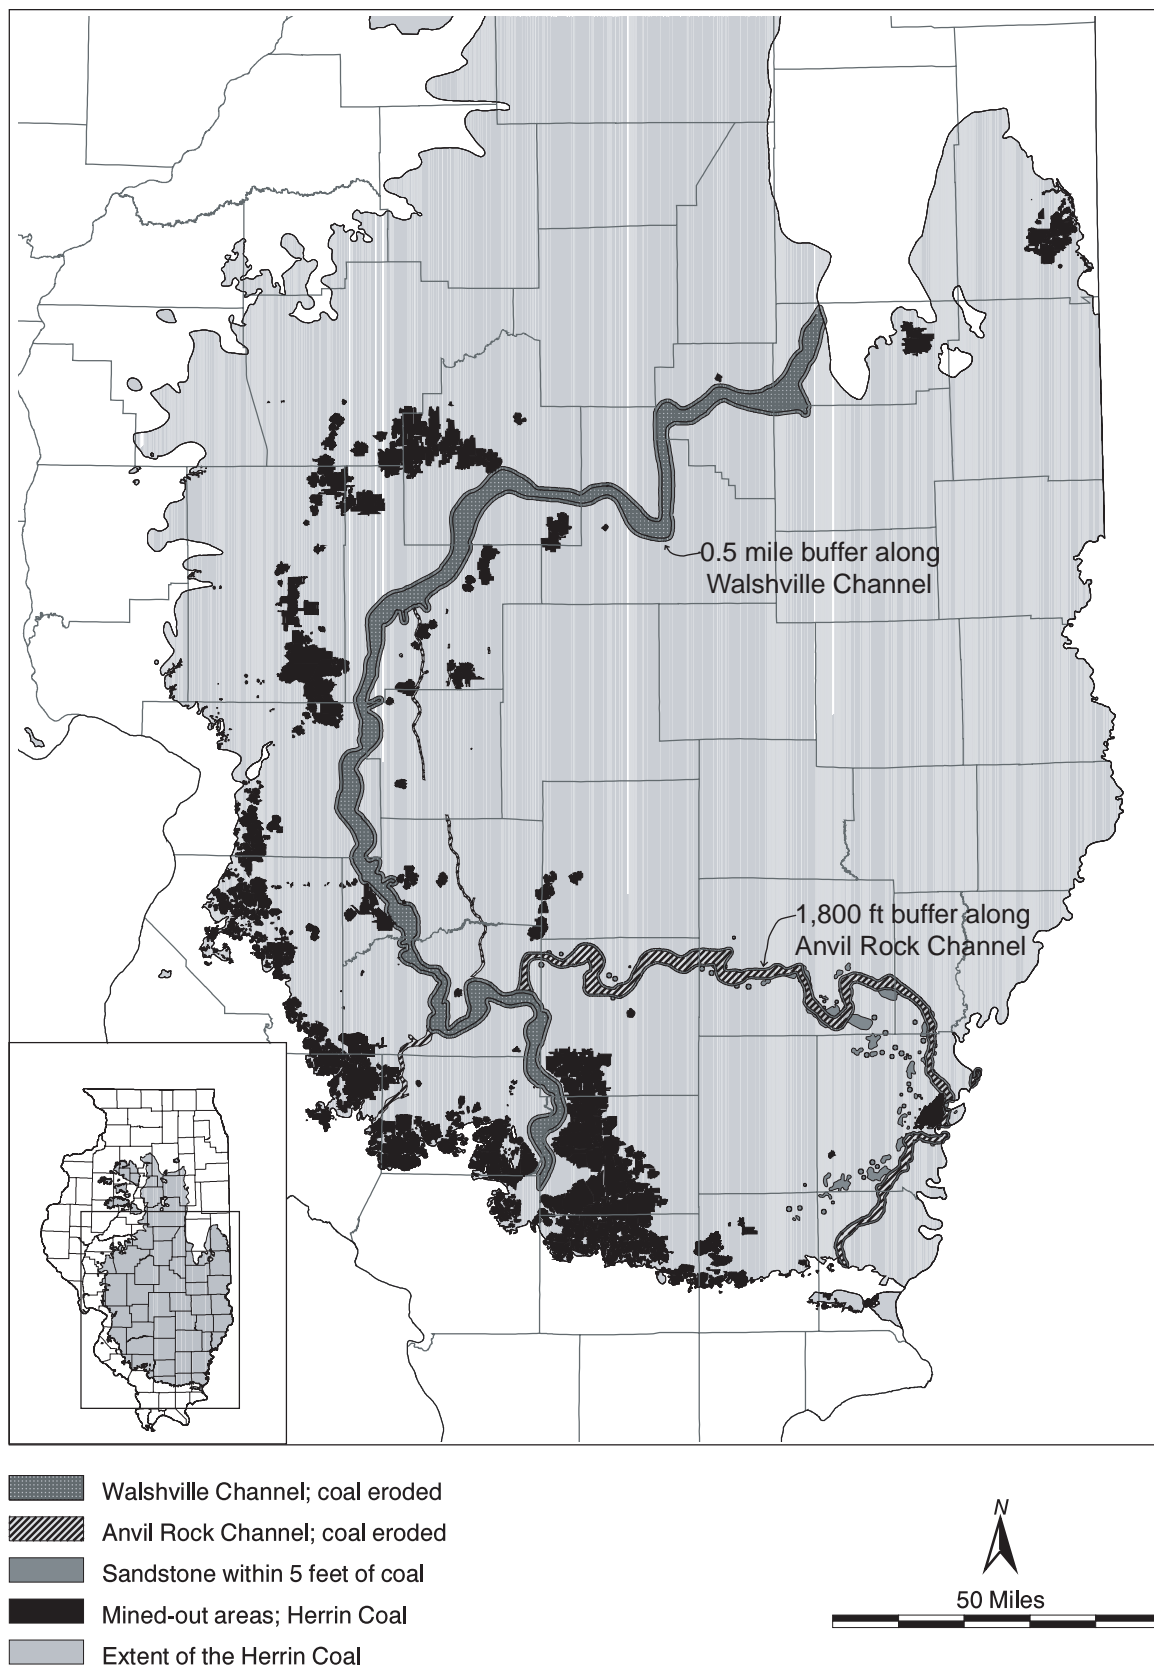 0.5 mile buffer along
Walshville Channel
1,800 ft buffer along
Anvil Rock Channel
Walshville Channel; coal eroded
Anvil Rock Channel; coal eroded
Sandstone within 5 feet of coal
Mined-out areas; Herrin Coal
Extent of the Herrin Coal
N
50 Miles